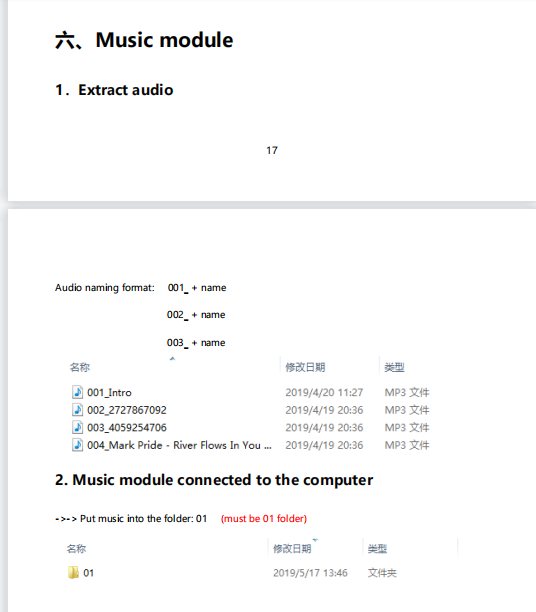 六、Music module
1．Extract audio
17
Audio naming format: 001_ + name
002_ + name
003_ + name
名称 修改日期 类型
001_Intro 2019/4/20 11:27 MP3 文件
002_2727867092 2019/4/19 20:36 MP3 文件
003_4059254706 2019/4/19 20:36 MP3 文件
004_Mark Pride - River Flows In You ... 2019/4/19 20:36 MP3 文件
2. Music module connected to the computer
->-> Put music into the folder: 01 (must be 01 folder)
名称 修改日期 类型
01 2019/5/17 13:46 文件夹